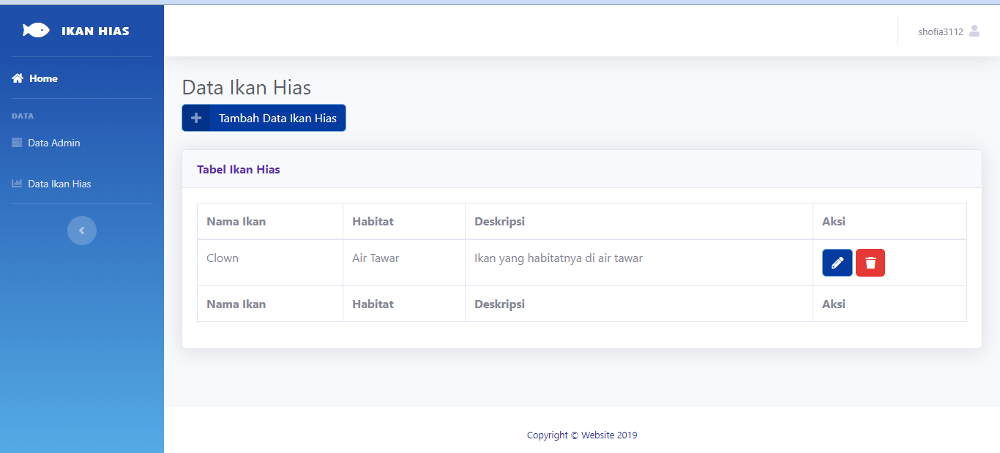 IKAN HIAS
shofia3112
Home
DATA
Data Admin
Data Ikan Hias
Data Ikan Hias
Tambah Data Ikan Hias
Tabel Ikan Hias
Nama Ikan Habitat Deskripsi Aksi
Clown Air Tawar Ikan yang habitatnya di air tawar
Nama Ikan Habitat Deskripsi Aksi
Copyright © Website 2019